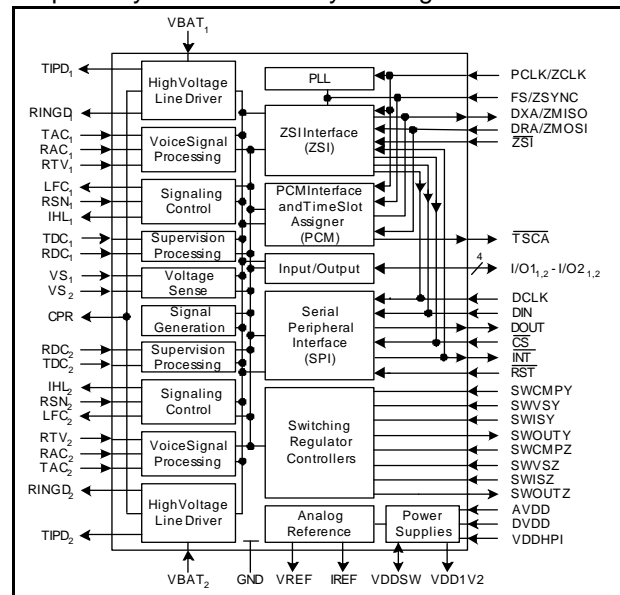 VBAT1
TIPD1
RINGD1
TAC1
RAC1
RTV1
LFC1
RSN1
IHL1
TDC1
RDC1
VS1
VS2
CPR
RDC2
TDC2
IHL2
RSN2
LFC2
RTV2
RAC2
TAC2
RINGD2
TIPD2
High Voltage
Line Driver
Voice Signal
Processing
Signaling
Control
Supervision
Processing
Voltage
Sense
Signal
Generation
Supervision
Processing
Signaling
Control
Voice Signal
Processing
High Voltage
Line Driver
PLL
ZSI Interface
(ZSI)
PCM Interface
and Time Slot
Assigner
(PCM)
Input/Output
Serial
Peripheral
Interface
(SPI)
Switching
Regulator
Controllers
Analog
Reference
Power
Supplies
PCLK/ZCLK
FS/ZSYNC
DXA/ZMISO
DRA/ZMOSI
ZSI
TSCA
4
I/O11,2 - I/O21,2
DCLK
DIN
DOUT
CS
INT
RST
SWCMPY
SWVSY
SWISY
SWOUTY
SWCMPZ
SWVSZ
SWISZ
SWOUTZ
AVDD
DVDD
VDDHPI
VBAT2
GND
VREF
IREF
VDDSW
VDD1V2